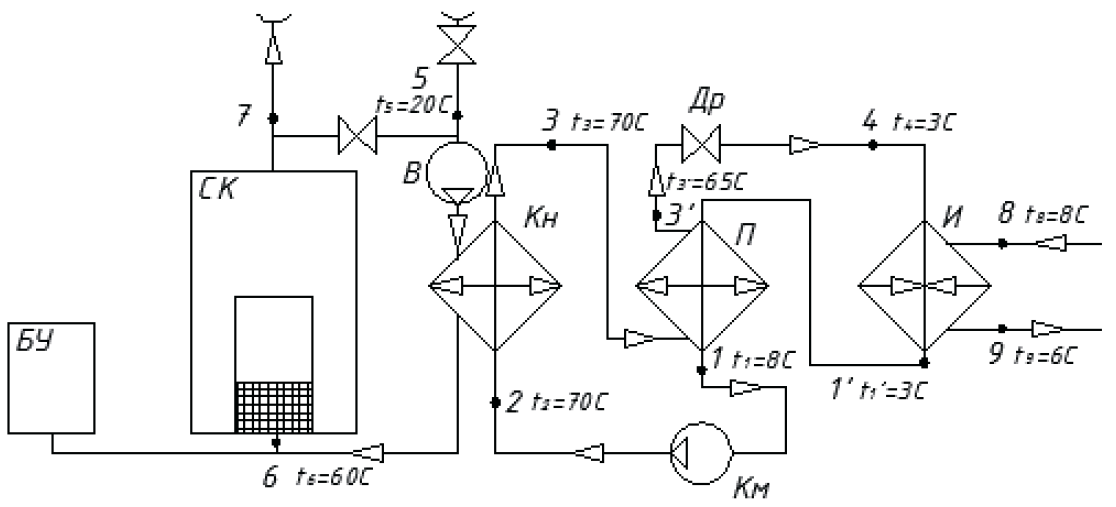 5
7
t₅=20C
Др
3 t₃=70C
4 t₄=3C
СК
В
t₃'=65C
Кн
3'
П
И
8 t₈=8C
БУ
1 t₁=8C
9 t₉=6C
1' t₁'=3C
2 t₂=70C
6 t₆=60C
Км